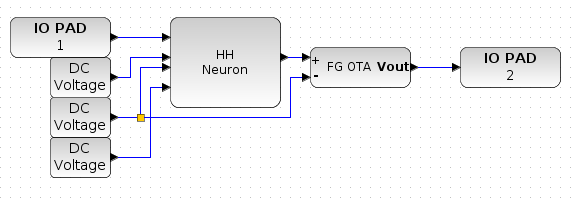 IO PAD
1
DC
Voltage
DC
Voltage
DC
Voltage
HH
Neuron
+
-
FG OTA Vout
IO PAD
2